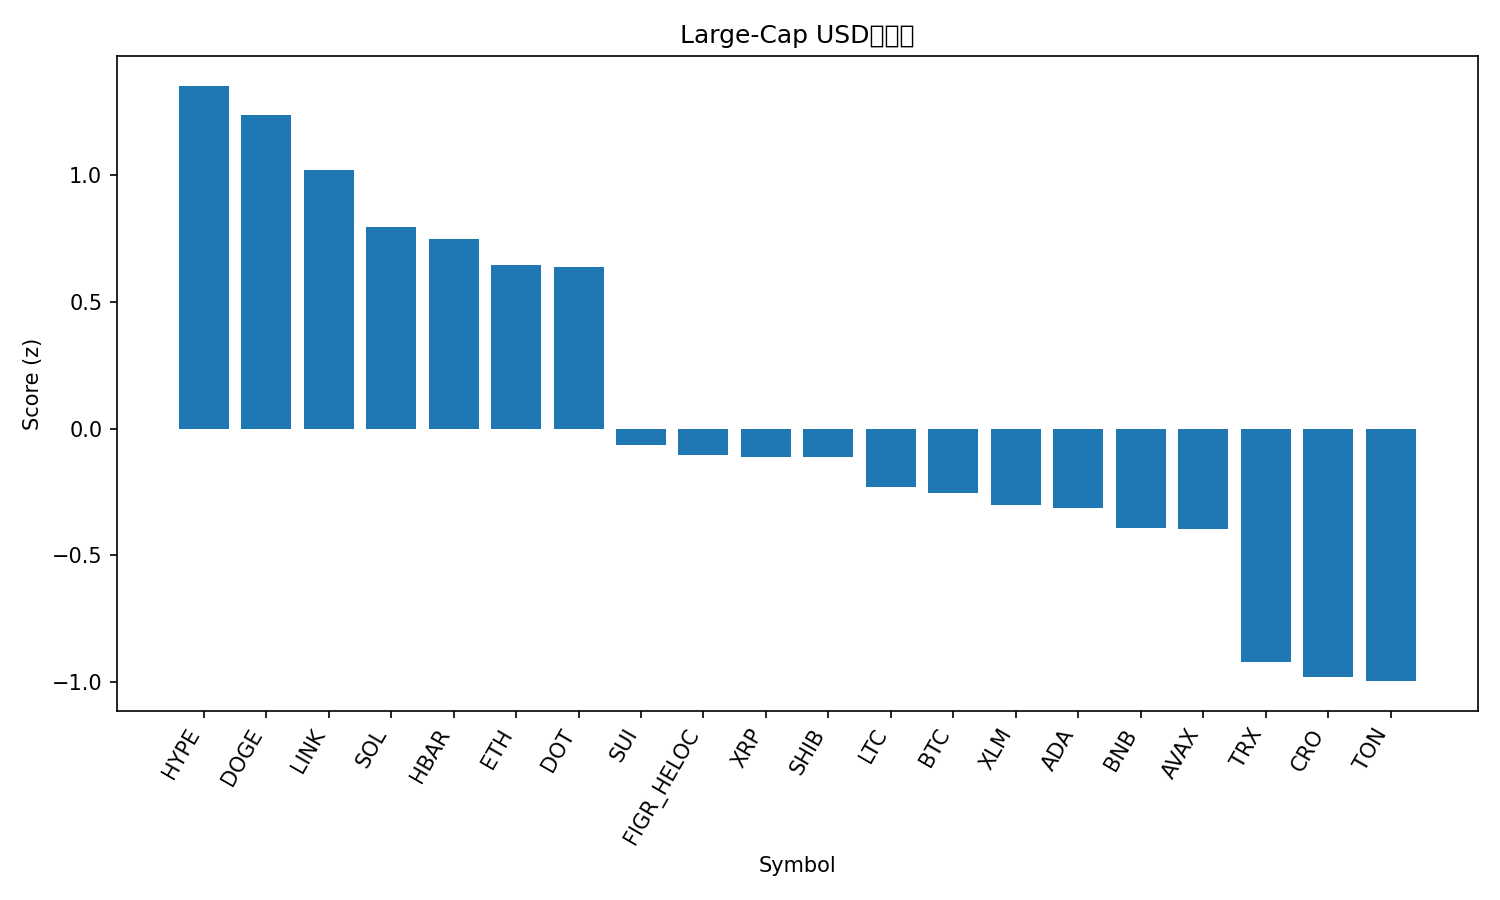 Large-Cap USD
Score (z)
1.0
0.5
0.0
−0.5
−1.0
HYPE
DOGE
LINK
SOL
HBAR
ETH
DOT
SUI
FIGR_HELOC
XRP
SHIB
LTC
BTC
XLM
ADA
BNB
AVAX
TRX
CRO
TON
Symbol